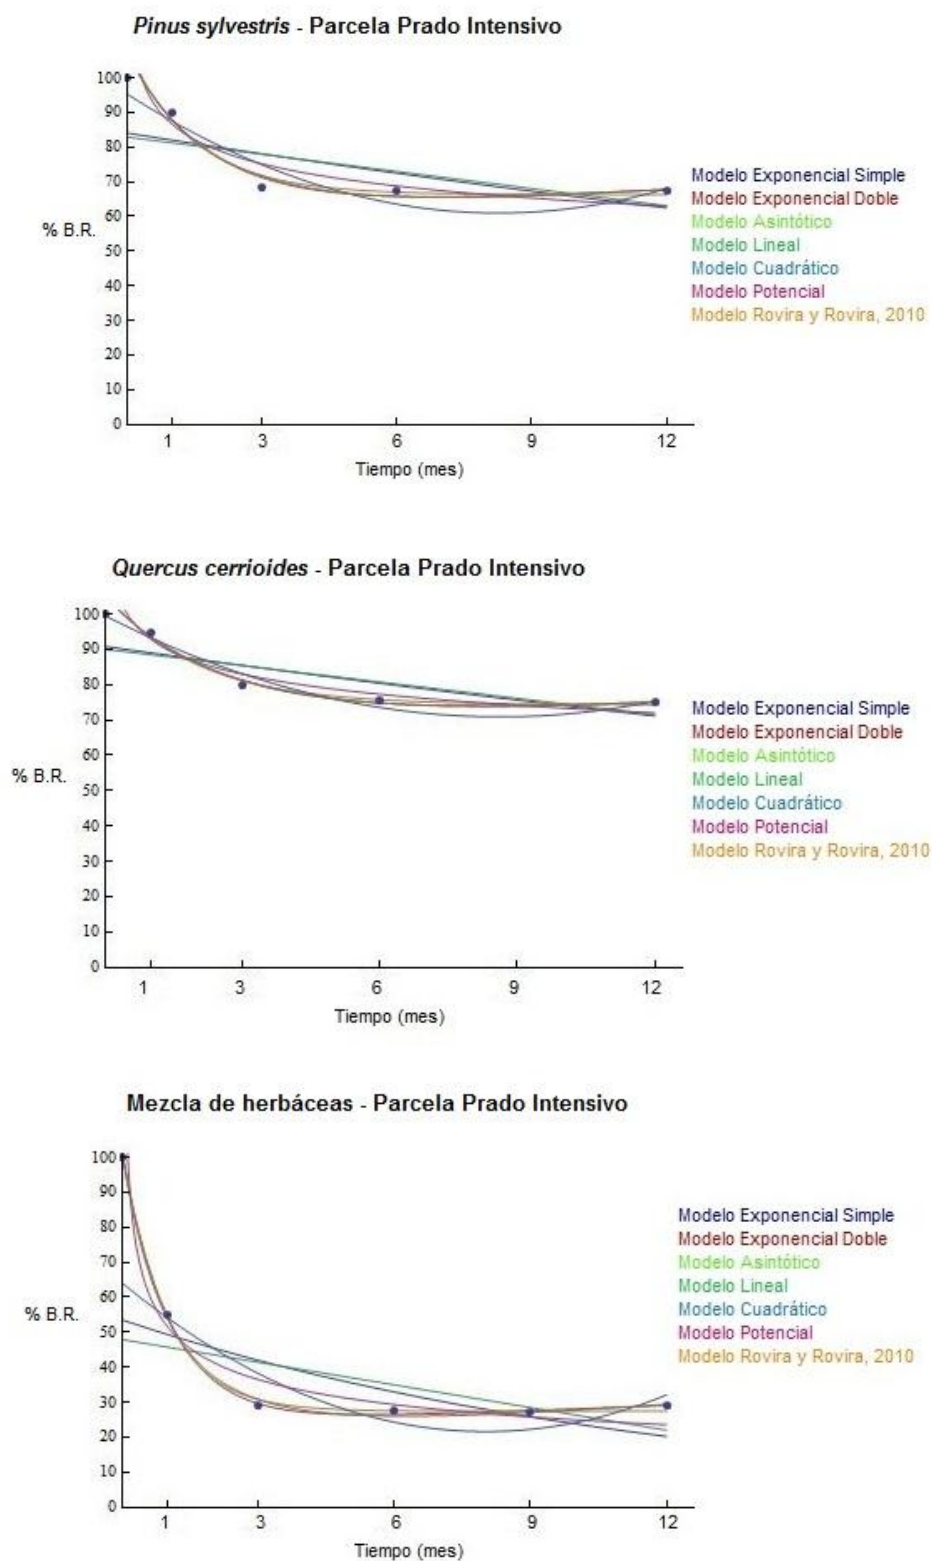 Pinus sylvestris - Parcela Prado Intensivo
100
90
80
70
60
50
40
30
20
10
0
% B.R.
1 3 6 9 12
Tiempo (mes)
Modelo Exponencial Simple
Modelo Exponencial Doble
Modelo Asintótico
Modelo Lineal
Modelo Cuadrático
Modelo Potencial
Modelo Rovira y Rovira, 2010
Quercus cerrioides - Parcela Prado Intensivo
100
90
80
70
60
50
40
30
20
10
0
% B.R.
1 3 6 9 12
Tiempo (mes)
Modelo Exponencial Simple
Modelo Exponencial Doble
Modelo Asintótico
Modelo Lineal
Modelo Cuadrático
Modelo Potencial
Modelo Rovira y Rovira, 2010
Mezcla de herbáceas - Parcela Prado Intensivo
100
90
80
70
60
50
40
30
20
10
0
% B.R.
1 3 6 9 12
Tiempo (mes)
Modelo Exponencial Simple
Modelo Exponencial Doble
Modelo Asintótico
Modelo Lineal
Modelo Cuadrático
Modelo Potencial
Modelo Rovira y Rovira, 2010